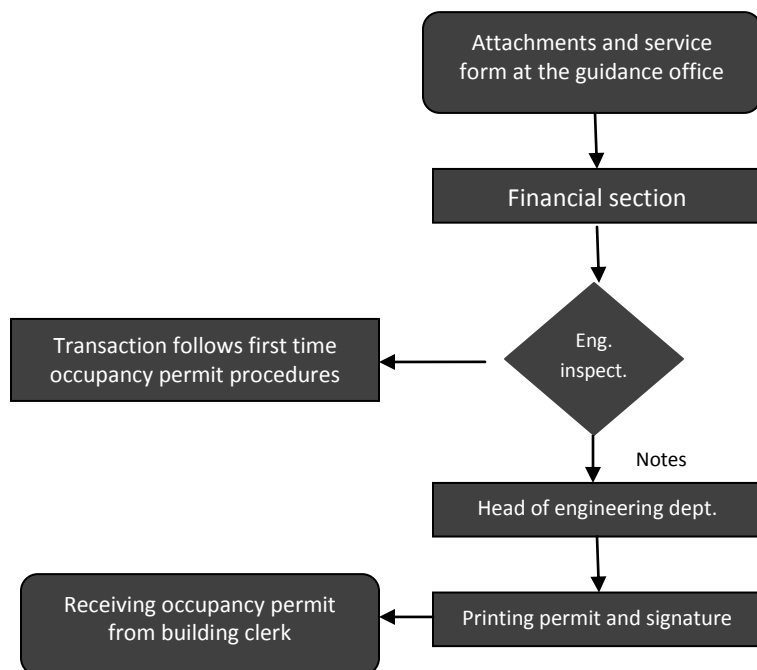 Attachments and service
form at the guidance office
Financial section
Eng.
inspect.
Transaction follows first time
occupancy permit procedures
Notes
Head of engineering dept.
Printing permit and signature
Receiving occupancy permit
from building clerk